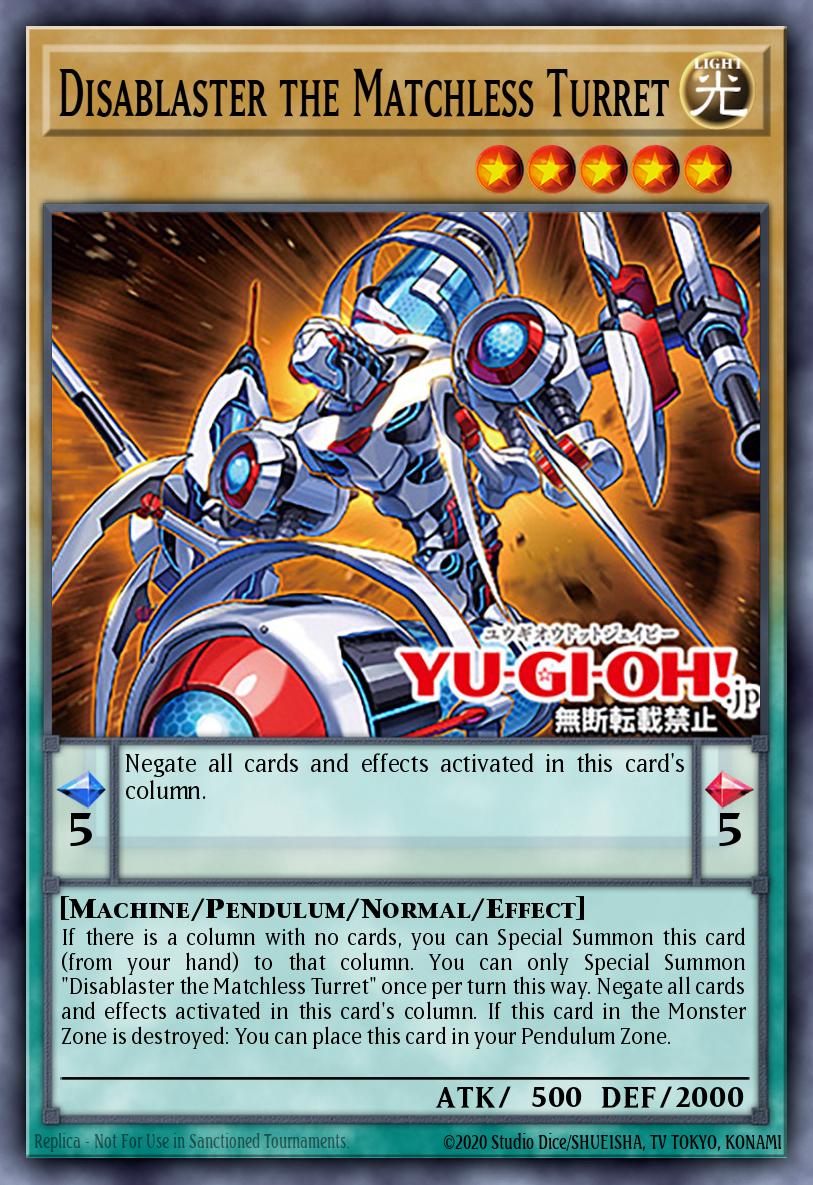 DISABLASTER THE MATCHLESS TURRET
LIGHT
光
ユウギオウドットジェイピー
YU-GI-OH!.jp
無断転載禁止
Negate all cards and effects activated in this card's
column.
5
5
[MACHINE/PENDULUM/NORMAL/EFFECT]
If there is a column with no cards, you can Special Summon this card
(from your hand) to that column. You can only Special Summon
"Disablaster the Matchless Turret" once per turn this way. Negate all cards
and effects activated in this card's column. If this card in the Monster
Zone is destroyed: You can place this card in your Pendulum Zone.
ATK/ 500 DEF/2000
Replica - Not For Use in Sanctioned Tournaments.
©2020 Studio Dice/SHUEISHA, TV TOKYO, KONAMI